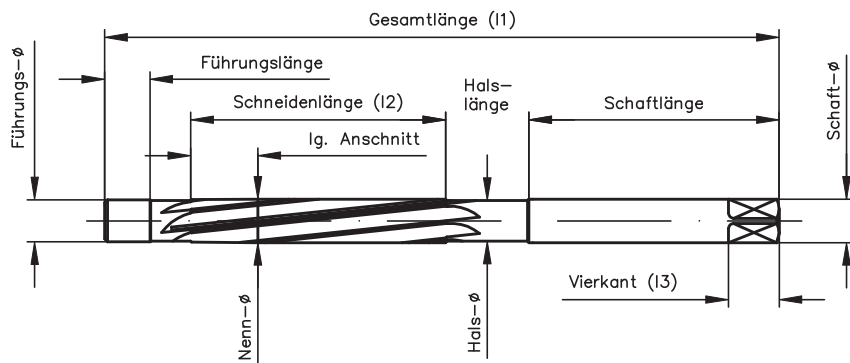 Gesamtlänge (l1)
Führungs-ø
Führungslänge
Schneidenlänge (l2)
Hals-
länge
Schaftlänge
Schaft-ø
lg. Anschnitt
Vierkant (l3)
Nenn-ø
Hals-ø